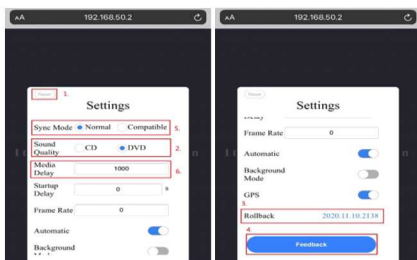 AA 192.168.50.2
1.
Settings
Sync Mode Normal Compatible 5.
Sound Quality CD DVD 2.
Media Delay 1000 6.
Startup Delay 0 s
Frame Rate 0
Automatic
Background
AA 192.168.50.2
Settings
Delay
Frame Rate 0
Automatic
Background Mode
GPS
3.
Rollback 2020.11.10.2138
4.
Feedback